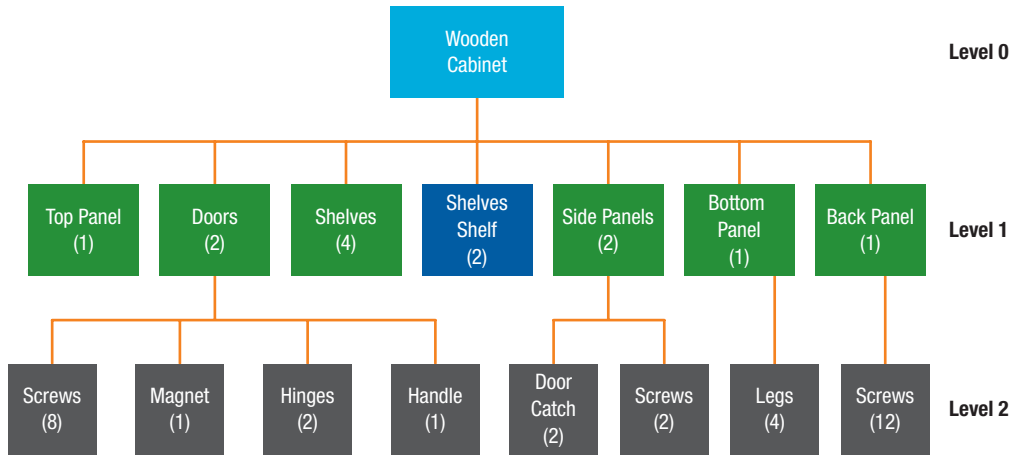 Wooden
Cabinet
Level 0
Top Panel
(1)
Doors
(2)
Shelves
(4)
Shelves
Shelf
(2)
Side Panels
(2)
Bottom
Panel
(1)
Back Panel
(1)
Level 1
Screws
(8)
Magnet
(1)
Hinges
(2)
Handle
(1)
Door
Catch
(2)
Screws
(2)
Legs
(4)
Screws
(12)
Level 2